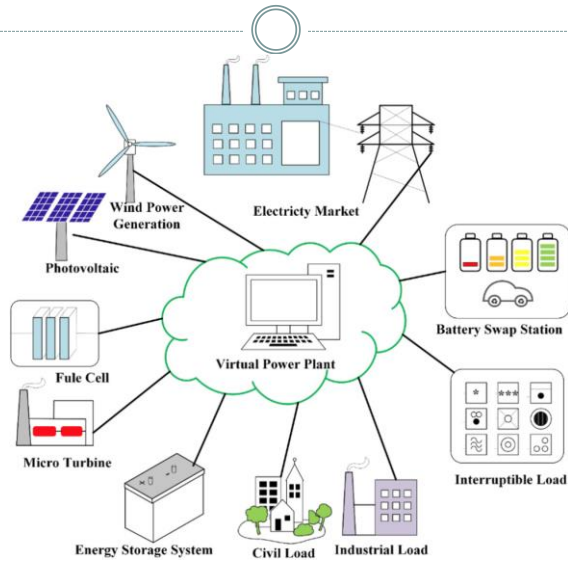 Wind Power
Generation
Electricty Market
Photovoltaic
Battery Swap Station
Virtual Power Plant
Fule Cell
Micro Turbine
Interruptible Load
Energy Storage System
Civil Load
Industrial Load